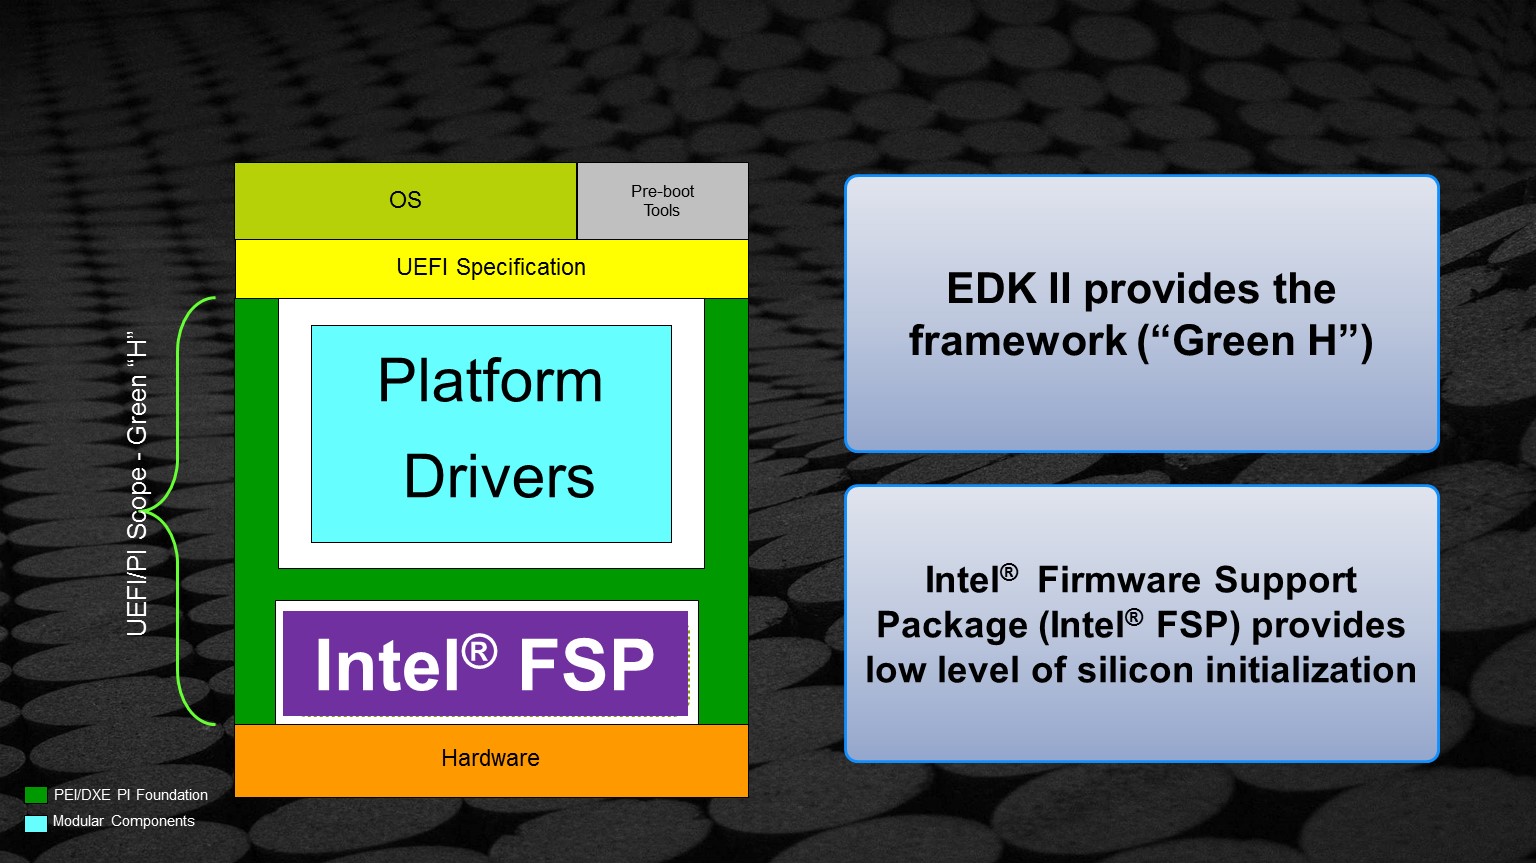 OS
Pre-boot
Tools
UEFI Specification
Platform
Drivers
UEFI/PI Scope - Green “H”
Intel® FSP
Hardware
PEI/DXE PI Foundation
Modular Components
EDK II provides the
framework (“Green H”)
Intel® Firmware Support
Package (Intel® FSP) provides
low level of silicon initialization